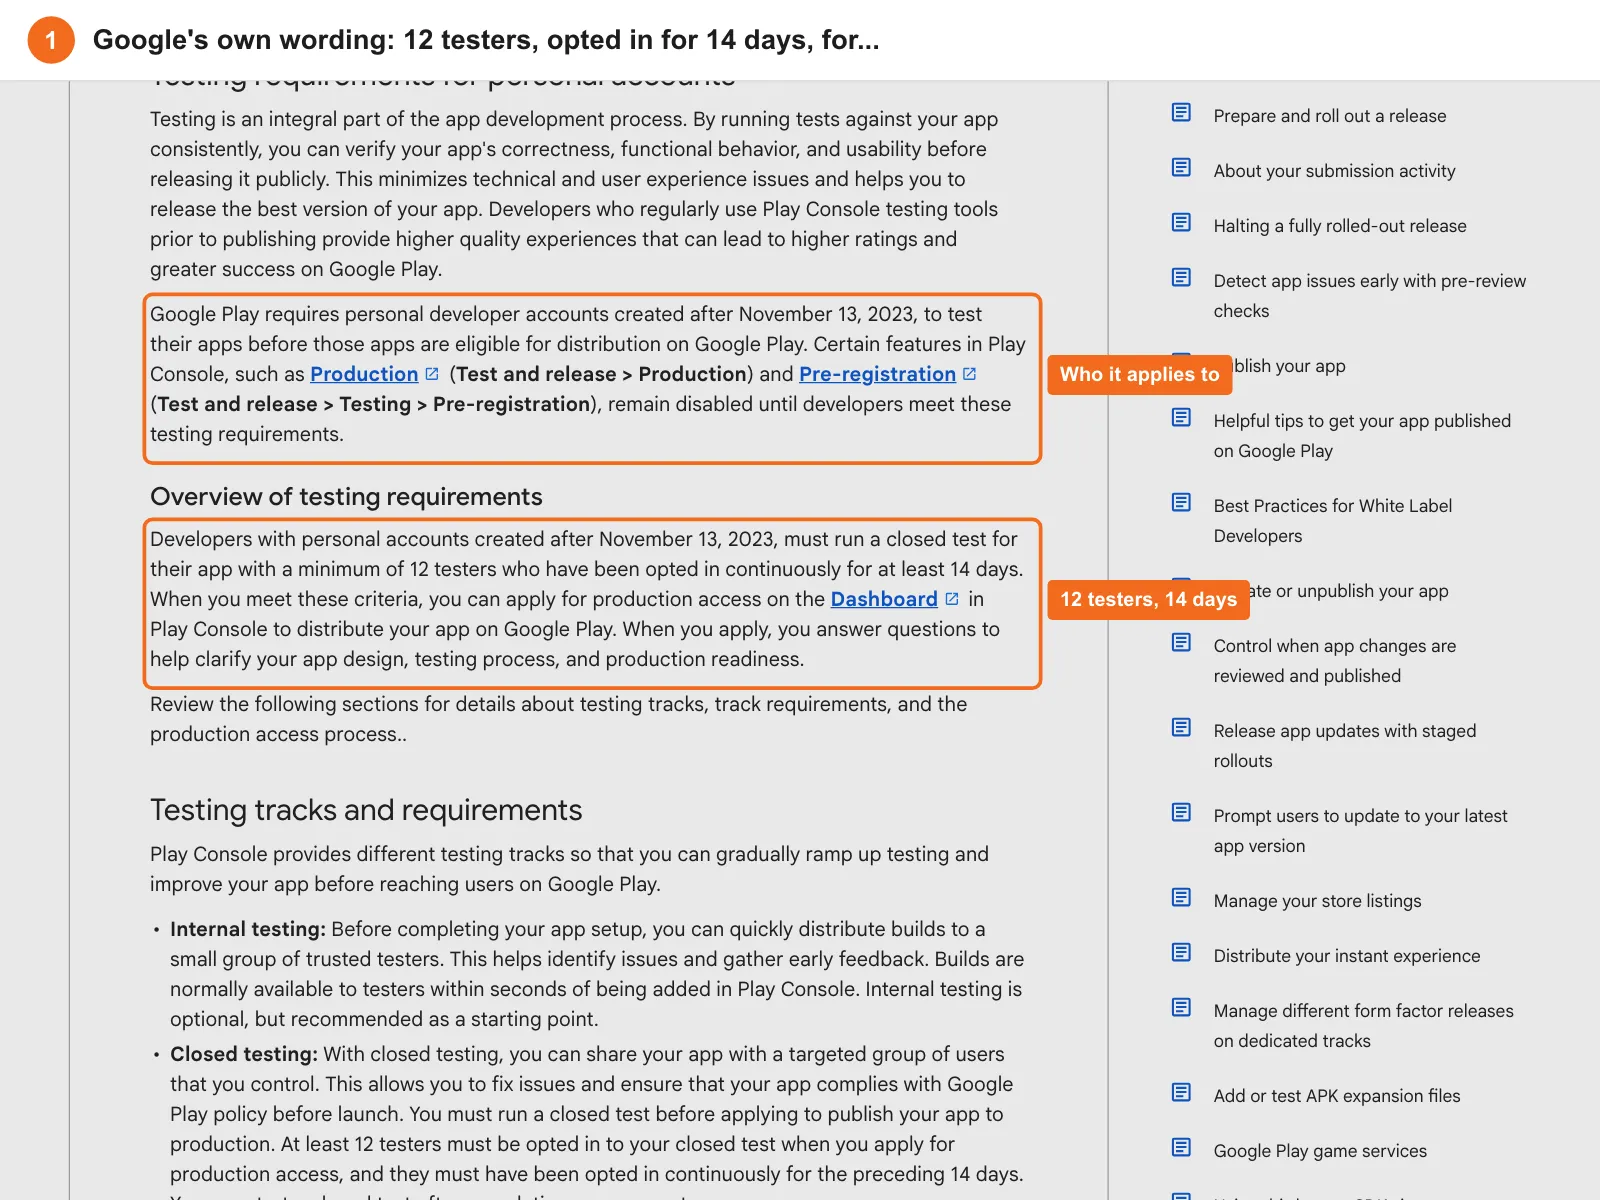 1
Google's own wording: 12 testers, opted in for 14 days, for...
Testing requirements for personal accounts
Testing is an integral part of the app development process. By running tests against your app
consistently, you can verify your app's correctness, functional behavior, and usability before
releasing it publicly. This minimizes technical and user experience issues and helps you to
release the best version of your app. Developers who regularly use Play Console testing tools
prior to publishing provide higher quality experiences that can lead to higher ratings and
greater success on Google Play.
Google Play requires personal developer accounts created after November 13, 2023, to test
their apps before those apps are eligible for distribution on Google Play. Certain features in Play
Console, such as Production (Test and release > Production) and Pre-registration
(Test and release > Testing > Pre-registration), remain disabled until developers meet these
testing requirements.
Who it applies to
Overview of testing requirements
Developers with personal accounts created after November 13, 2023, must run a closed test for
their app with a minimum of 12 testers who have been opted in continuously for at least 14 days.
When you meet these criteria, you can apply for production access on the Dashboard in
Play Console to distribute your app on Google Play. When you apply, you answer questions to
help clarify your app design, testing process, and production readiness.
12 testers, 14 days
Review the following sections for details about testing tracks, track requirements, and the
production access process..
Testing tracks and requirements
Play Console provides different testing tracks so that you can gradually ramp up testing and
improve your app before reaching users on Google Play.
• Internal testing: Before completing your app setup, you can quickly distribute builds to a
small group of trusted testers. This helps identify issues and gather early feedback. Builds are
normally available to testers within seconds of being added in Play Console. Internal testing is
optional, but recommended as a starting point.
• Closed testing: With closed testing, you can share your app with a targeted group of users
that you control. This allows you to fix issues and ensure that your app complies with Google
Play policy before launch. You must run a closed test before applying to publish your app to
production. At least 12 testers must be opted in to your closed test when you apply for
production access, and they must have been opted in continuously for the preceding 14 days.
Prepare and roll out a release
About your submission activity
Halting a fully rolled-out release
Detect app issues early with pre-review
checks
blish your app
Helpful tips to get your app published
on Google Play
Best Practices for White Label
Developers
ate or unpublish your app
Control when app changes are
reviewed and published
Release app updates with staged
rollouts
Prompt users to update to your latest
app version
Manage your store listings
Distribute your instant experience
Manage different form factor releases
on dedicated tracks
Add or test APK expansion files
Google Play game services